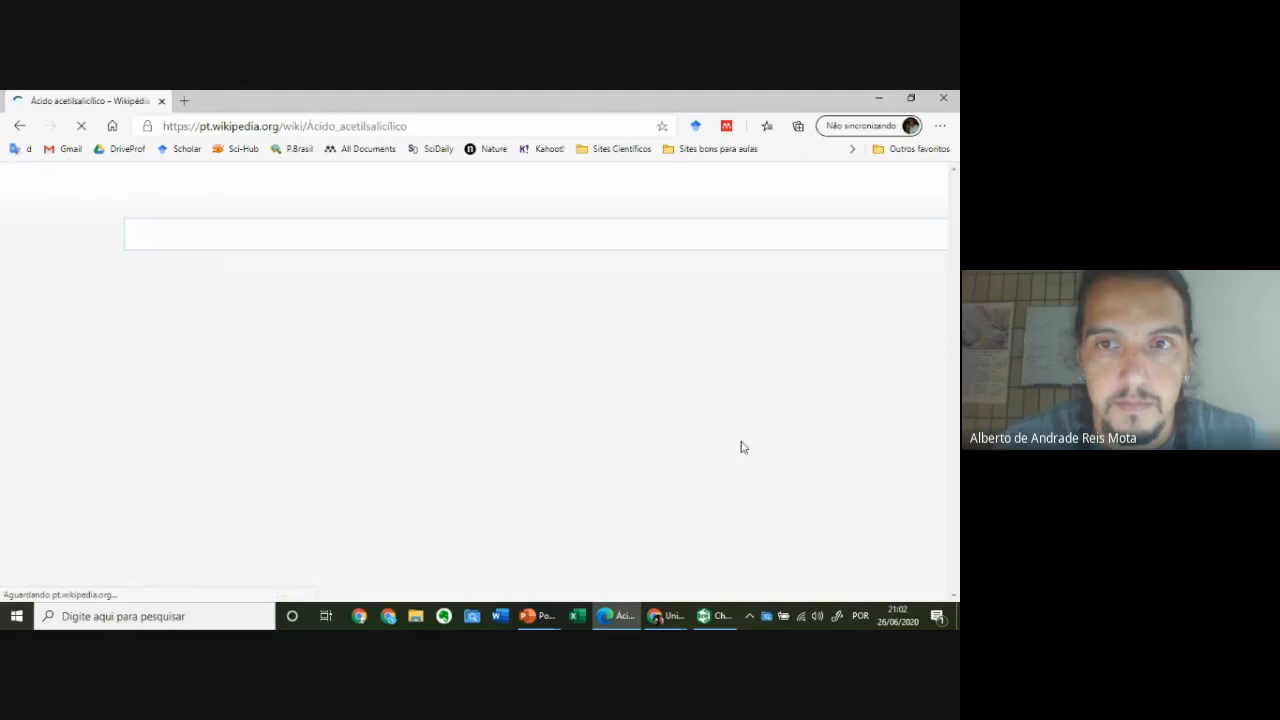 Ácido acetilsalicílico – Wikipédia
https://pt.wikipedia.org/wiki/Ácido_acetilsalicílico
Não sincronizando
d Gmail DriveProf Scholar Sci-Hub P.Brasil All Documents SciDaily Nature Kahoot! Sites Científicos Sites bons para aulas Outros favoritos
Alberto de Andrade Reis Mota
Aguardando pt.wikipedia.org...
Digite aqui para pesquisar
Po... Áci... Uni... Ch... POR
21:02
26/06/2020
1